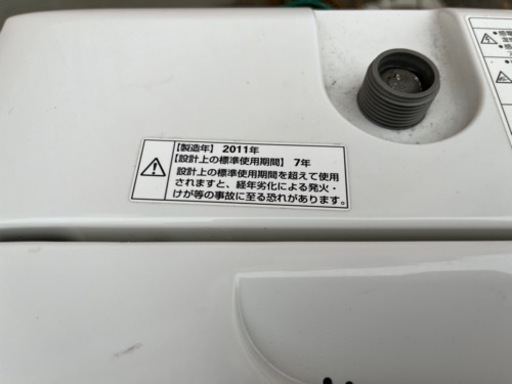 【製造年】 2011年
【設計上の標準使用期間】 7年
設計上の標準使用期間を超えて使用
されますと、経年劣化による発火・
けが等の事故に至る恐れがあります。